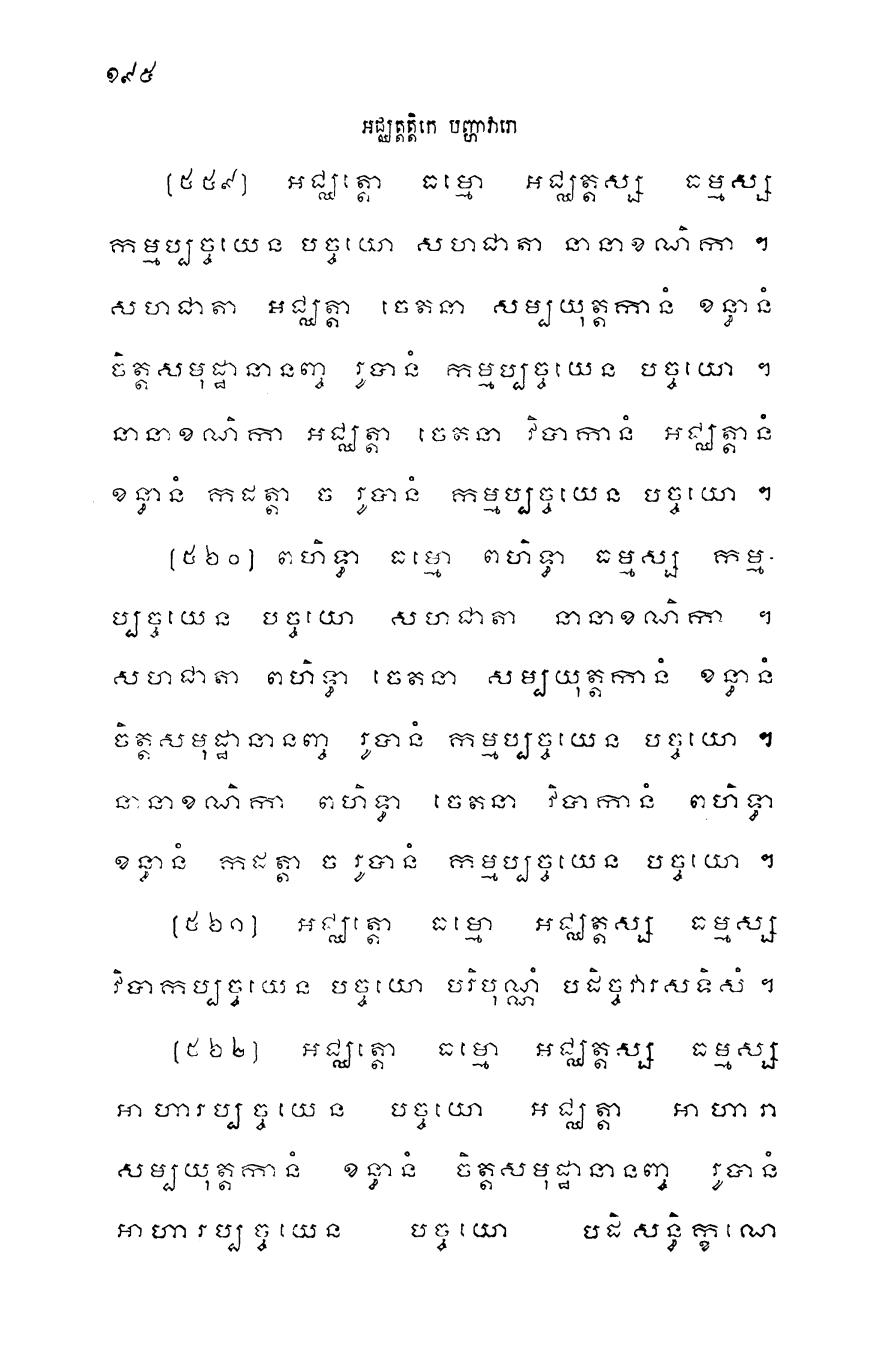 ១៩៥
អជ្ឈត្តត្តិកេ បញ្ហាវារោ
[៥៥៩] អជ្ឈត្តោ ធម្មោ អជ្ឈត្តស្ស ធម្មស្ស
កម្មប្បច្ចយេន បច្ចយោ សហជាតា នានាខណិកា ។
សហជាតា អជ្ឈត្តា ចេតនា សម្បយុត្តកានំ ខន្ធានំ
ចិត្តសមុដ្ឋានានញ្ច រូបានំ កម្មប្បច្ចយេន បច្ចយោ ។
នានាខណិកា អជ្ឈត្តា ចេតនា វិបាកានំ អជ្ឈត្តានំ
ខន្ធានំ កដត្តា ច រូបានំ កម្មប្បច្ចយេន បច្ចយោ ។
[៥៦០] ពហិទ្ធា ធម្មោ ពហិទ្ធា ធម្មស្ស កម្ម-
ប្បច្ចយេន បច្ចយោ សហជាតា នានាខណិកា ។
សហជាតា ពហិទ្ធា ចេតនា សម្បយុត្តកានំ ខន្ធានំ
ចិត្តសមុដ្ឋានានញ្ច រូបានំ កម្មប្បច្ចយេន បច្ចយោ ។
នានាខណិកា ពហិទ្ធា ចេតនា វិបាកានំ ពហិទ្ធា
ខន្ធានំ កដត្តា ច រូបានំ កម្មប្បច្ចយេន បច្ចយោ ។
[៥៦១] អជ្ឈត្តោ ធម្មោ អជ្ឈត្តស្ស ធម្មស្ស
វិបាកប្បច្ចយេន បច្ចយោ បរិបុណ្ណំ បដិច្ចវារសទិសំ ។
[៥៦២] អជ្ឈត្តោ ធម្មោ អជ្ឈត្តស្ស ធម្មស្ស
អាហារប្បច្ចយេន បច្ចយោ អជ្ឈត្តា អាហារា
សម្បយុត្តកានំ ខន្ធានំ ចិត្តសមុដ្ឋានានញ្ច រូបានំ
អាហារប្បច្ចយេន បច្ចយោ បដិសន្ធិក្ខណេ